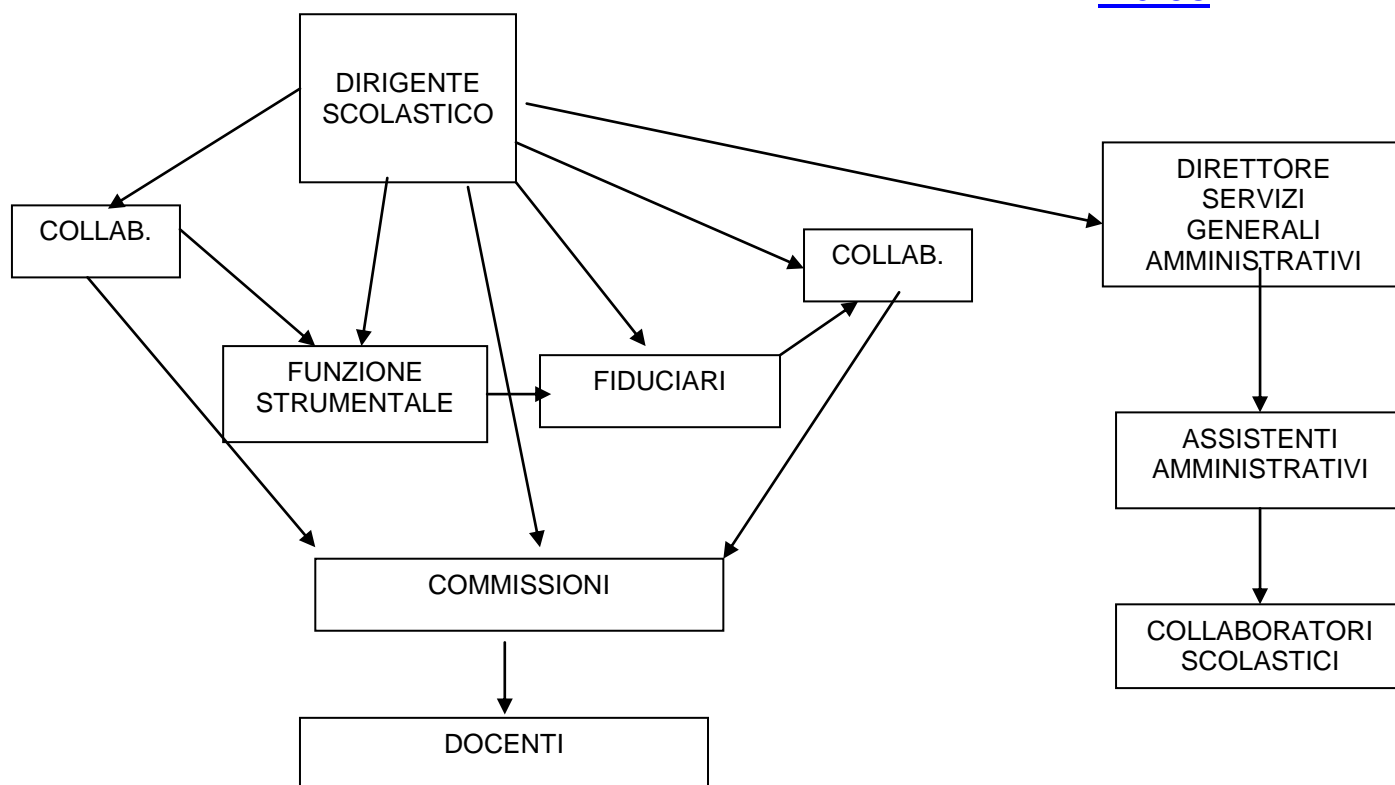 DIRIGENTE
SCOLASTICO
DIRETTORE
SERVIZI
GENERALI
AMMINISTRATIVI
COLLAB.
COLLAB.
FUNZIONE
STRUMENTALE
FIDUCIARI
ASSISTENTI
AMMINISTRATIVI
COMMISSIONI
COLLABORATORI
SCOLASTICI
DOCENTI